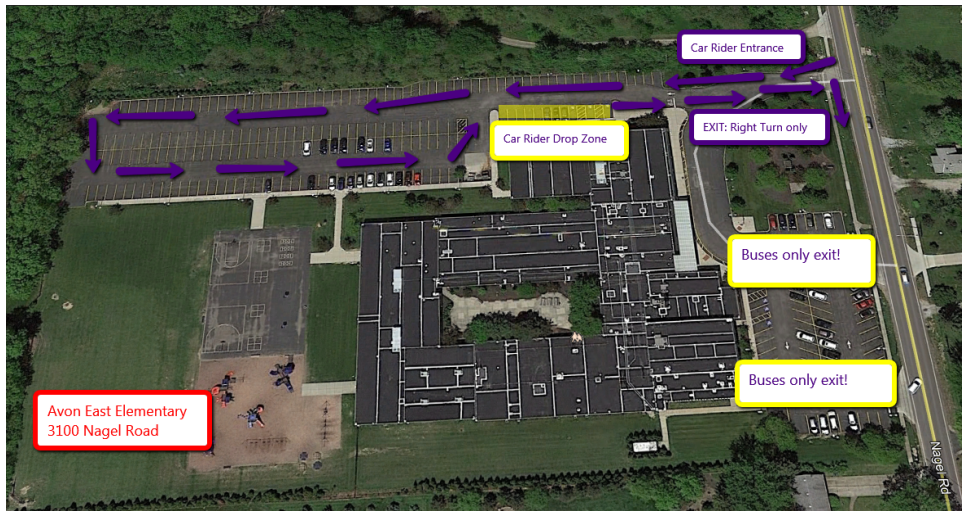 Car Rider Entrance
EXIT: Right Turn only
Car Rider Drop Zone
Buses only exit!
Buses only exit!
Avon East Elementary
3100 Nagel Road
Nagel Rd